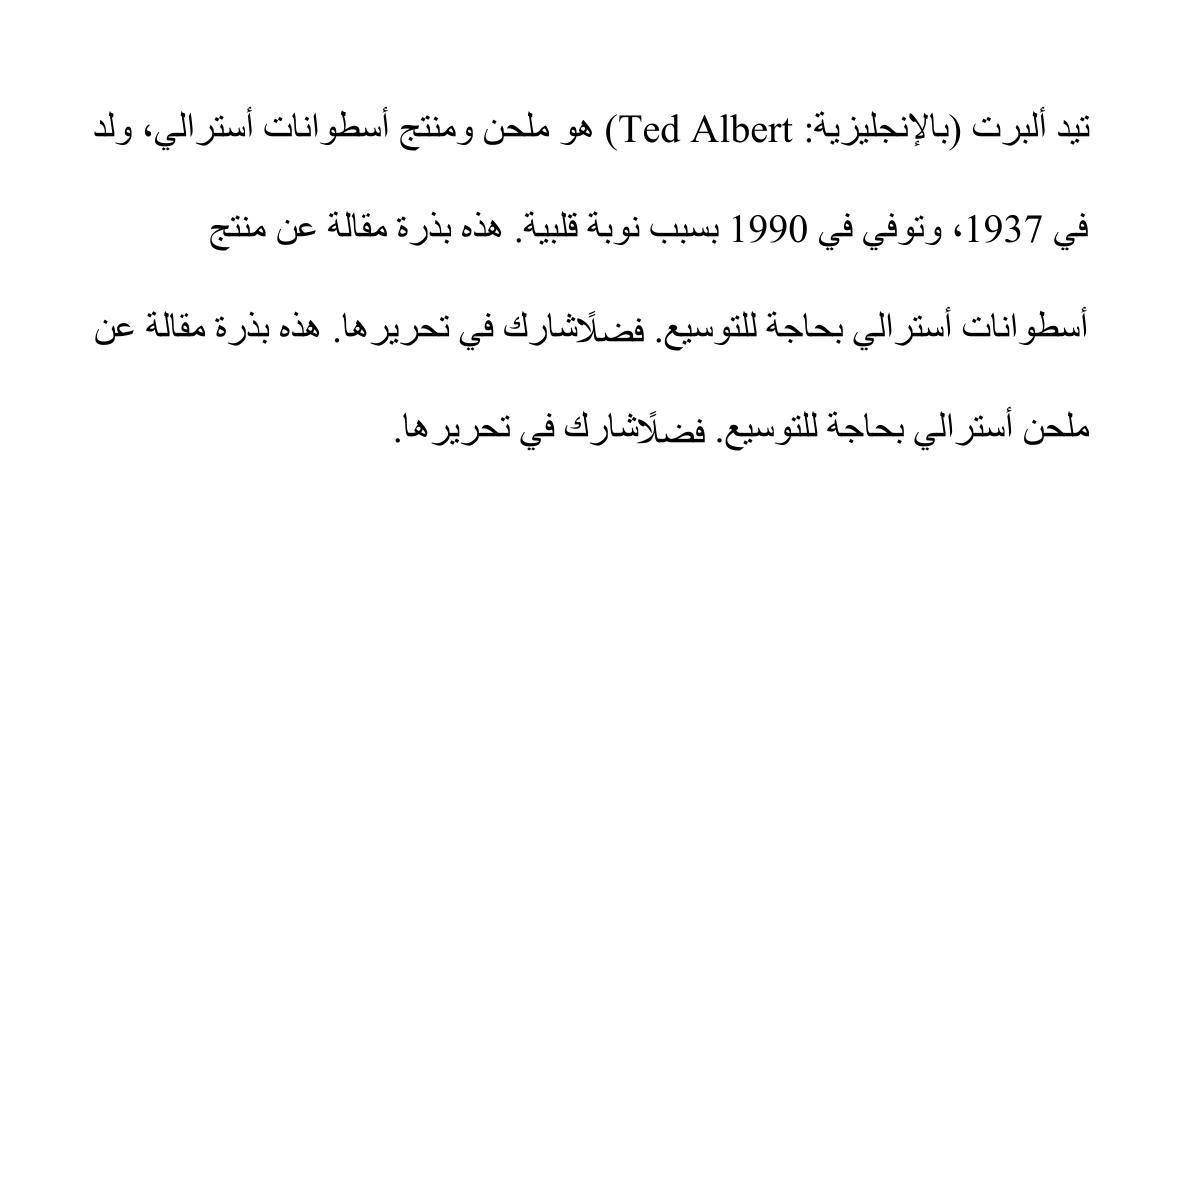 تيد ألبرت (بالإنجليزية: Ted Albert) هو ملحن ومنتج أسطوانات أسترالي، ولد
في 1937، وتوفي في 1990 بسبب نوبة قلبية. هذه بذرة مقالة عن منتج
أسطوانات أسترالي بحاجة للتوسيع. فضلًاشارك في تحريرها. هذه بذرة مقالة عن
ملحن أسترالي بحاجة للتوسيع. فضلًاشارك في تحريرها.